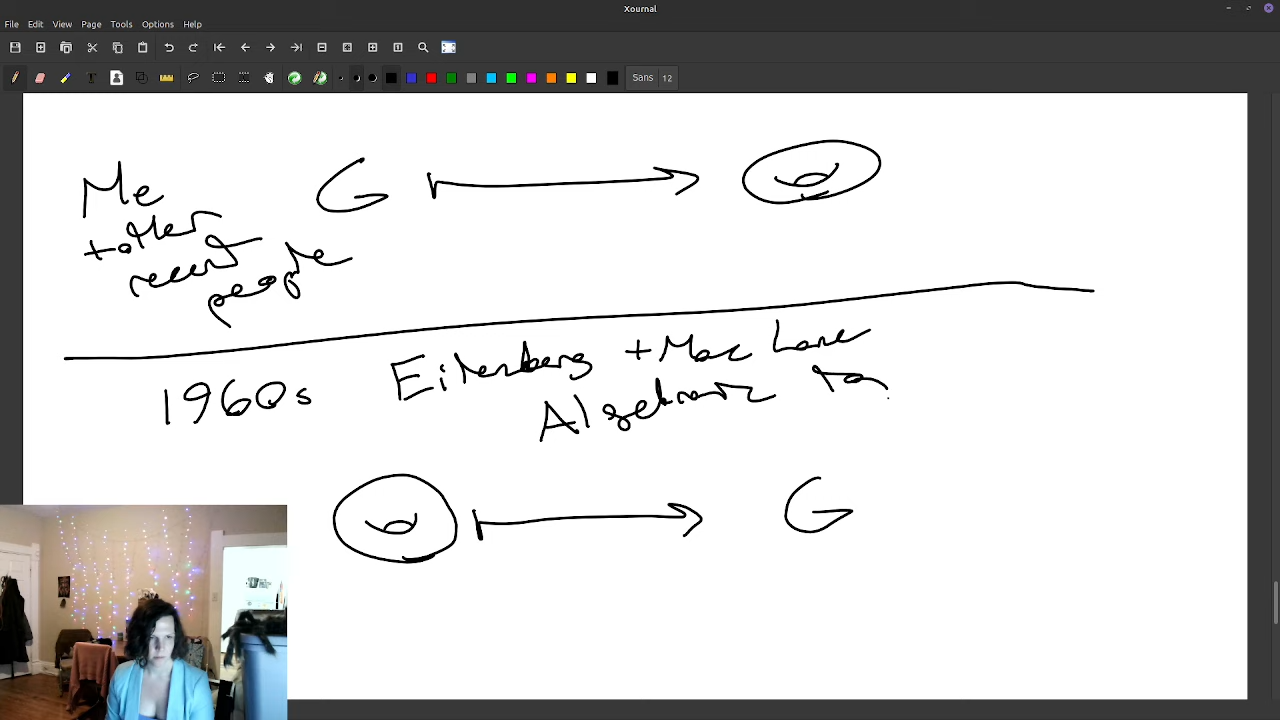 Xournal
File Edit View Page Tools Options Help
Sans 12
Me G
+other
recent
people
1960s Eilenberg + Mac Lane
Algebraic to
G